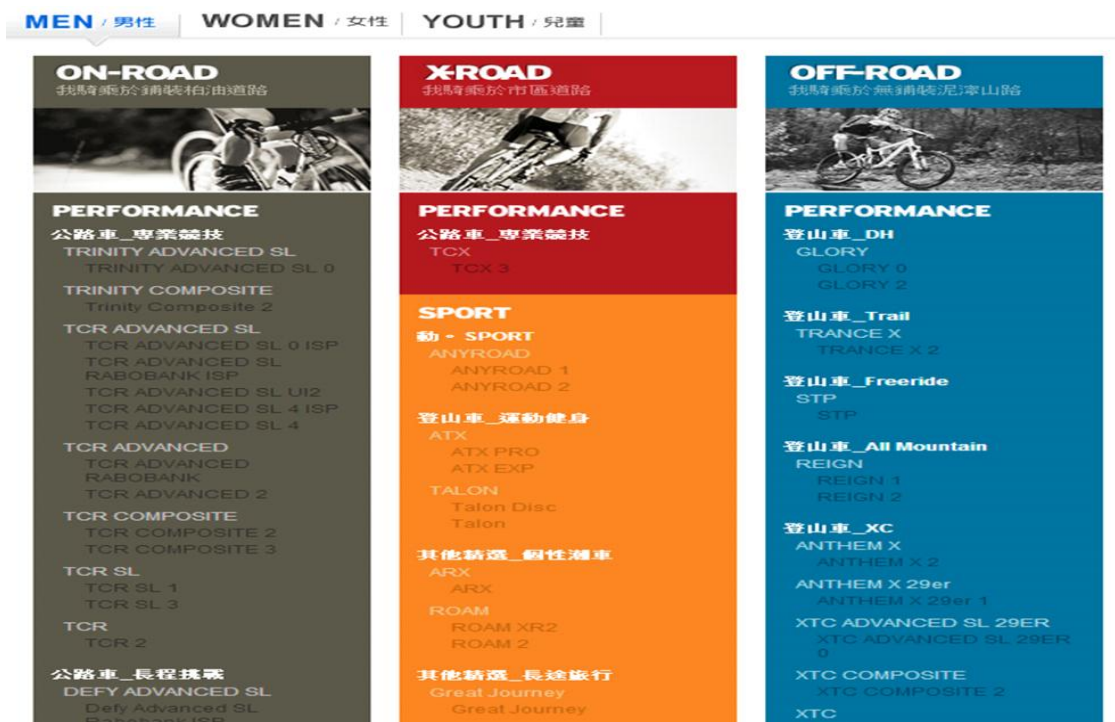 MEN / 男性
WOMEN / 女性
YOUTH / 兒童
ON-ROAD
我騎乘於鋪裝柏油道路
PERFORMANCE
公路車_專業競技
TRINITY ADVANCED SL
TRINITY ADVANCED SL 0
TRINITY COMPOSITE
Trinity Composite 2
TCR ADVANCED SL
TCR ADVANCED SL 0 ISP
TCR ADVANCED SL
RABOBANK ISP
TCR ADVANCED SL UI2
TCR ADVANCED SL 4 ISP
TCR ADVANCED SL 4
TCR ADVANCED
TCR ADVANCED
RABOBANK
TCR ADVANCED 2
TCR COMPOSITE
TCR COMPOSITE 2
TCR COMPOSITE 3
TCR SL
TCR SL 1
TCR SL 3
TCR
TCR 2
公路車_長程挑戰
DEFY ADVANCED SL
Defy Advanced SL
Rabobank ISP
X-ROAD
我騎乘於市區道路
PERFORMANCE
公路車_專業競技
TCX
TCX 3
SPORT
動 - SPORT
ANYROAD
ANYROAD 1
ANYROAD 2
登山車_運動健身
ATX
ATX PRO
ATX EXP
TALON
Talon Disc
Talon
其他精選_個性潮車
ARX
ARX
ROAM
ROAM XR2
ROAM 2
其他精選_長途旅行
Great Journey
Great Journey
OFF-ROAD
我騎乘於無鋪裝泥濘山路
PERFORMANCE
登山車_DH
GLORY
GLORY 0
GLORY 2
登山車_Trail
TRANCE X
TRANCE X 2
登山車_Freeride
STP
STP
登山車_All Mountain
REIGN
REIGN 1
REIGN 2
登山車_XC
ANTHEM X
ANTHEM X 2
ANTHEM X 29er
ANTHEM X 29er 1
XTC ADVANCED SL 29ER
XTC ADVANCED SL 29ER
0
XTC COMPOSITE
XTC COMPOSITE 2
XTC